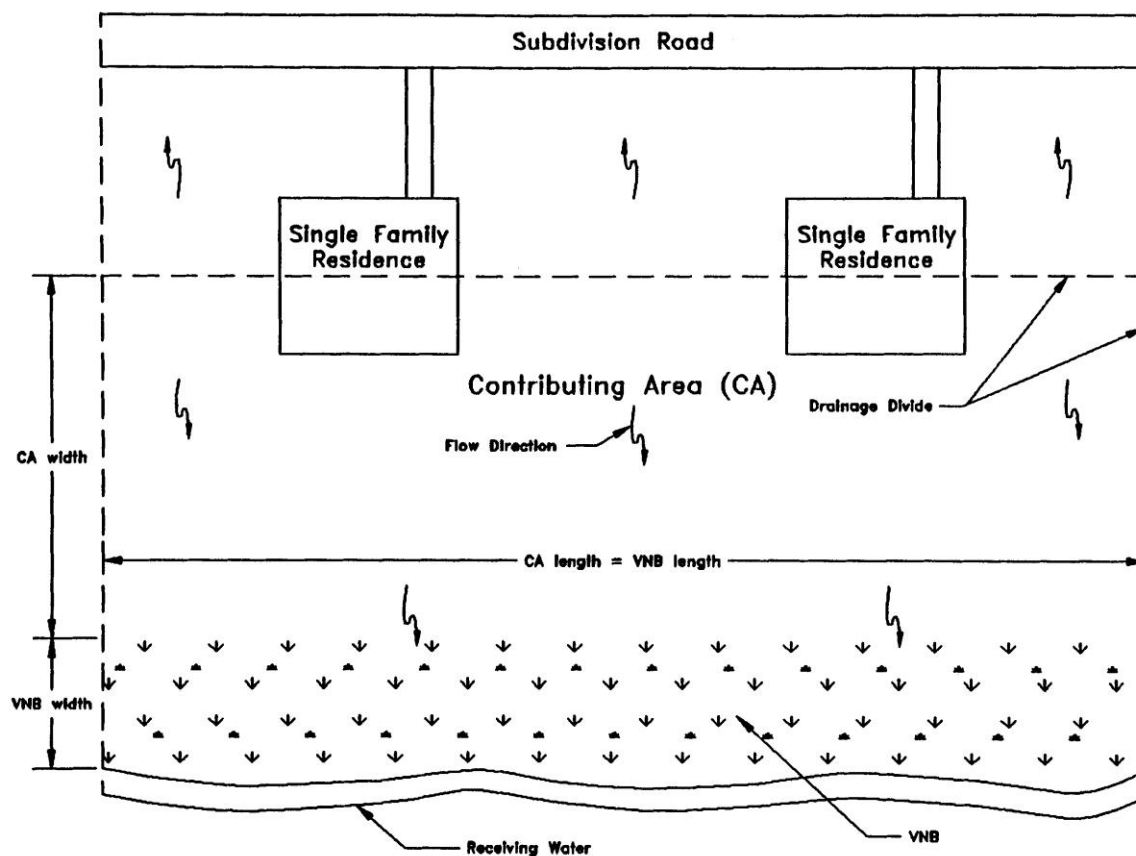 Subdivision Road
Single Family
Residence
Single Family
Residence
Contributing Area (CA)
Drainage Divide
Flow Direction
CA width
CA length = VNB length
VNB width
VNB
Receiving Water